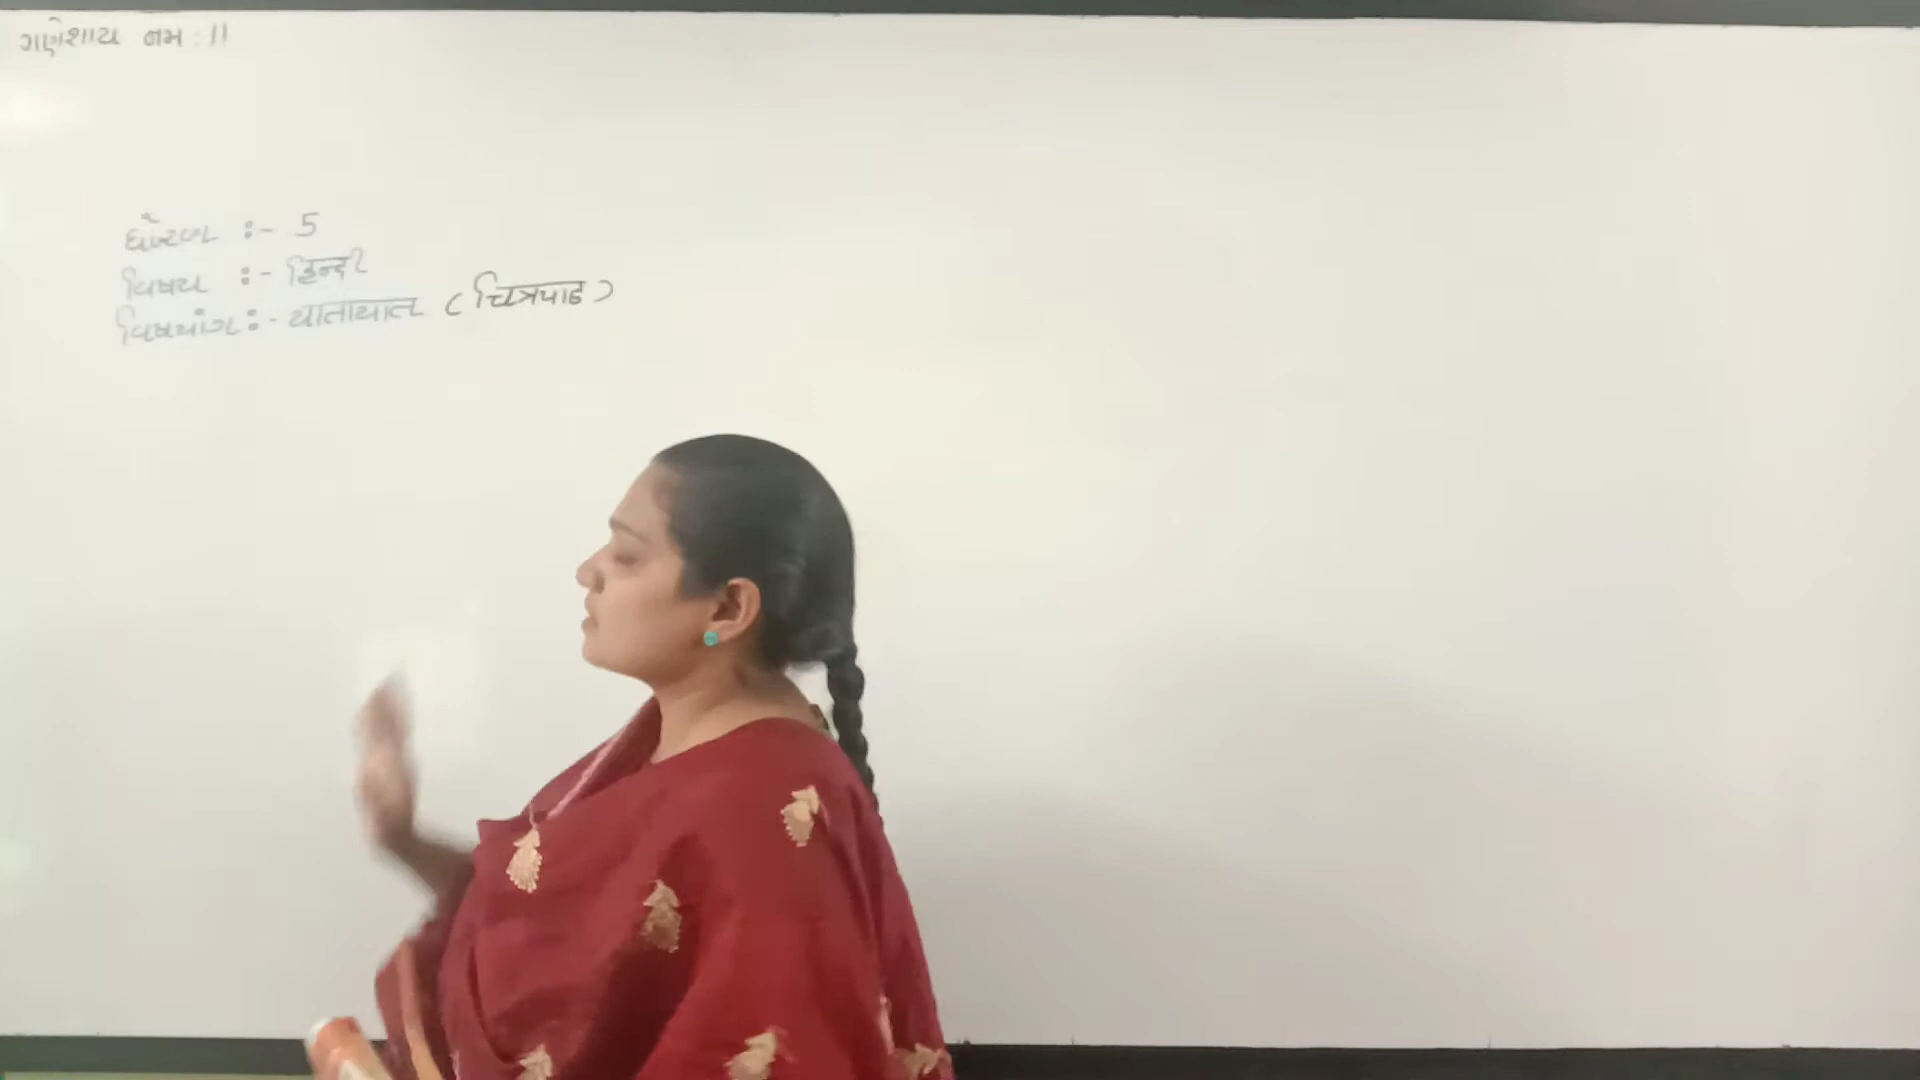 ગણેશાય નમ: ||
ધોરણ :- 5
વિષય :- हिन्दी
વિષયાંગ :- यातायात (चित्रपाठ)